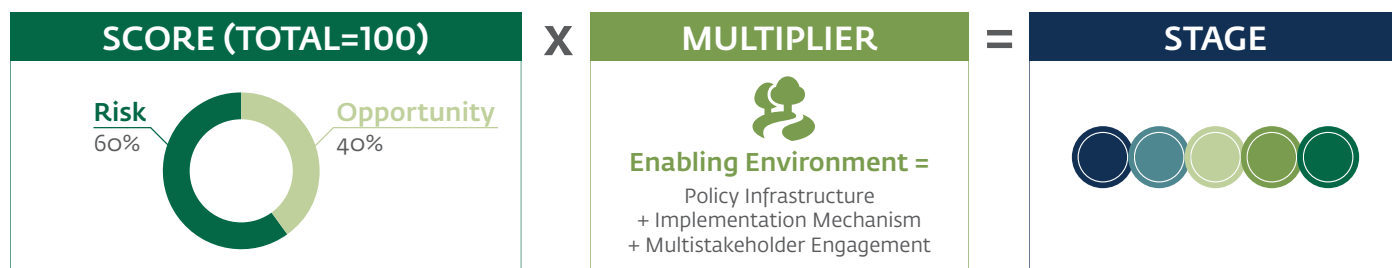 SCORE (TOTAL=100)
X
MULTIPLIER
=
STAGE
Risk
60%
Opportunity
40%
Enabling Environment =
Policy Infrastructure
+ Implementation Mechanism
+ Multistakeholder Engagement